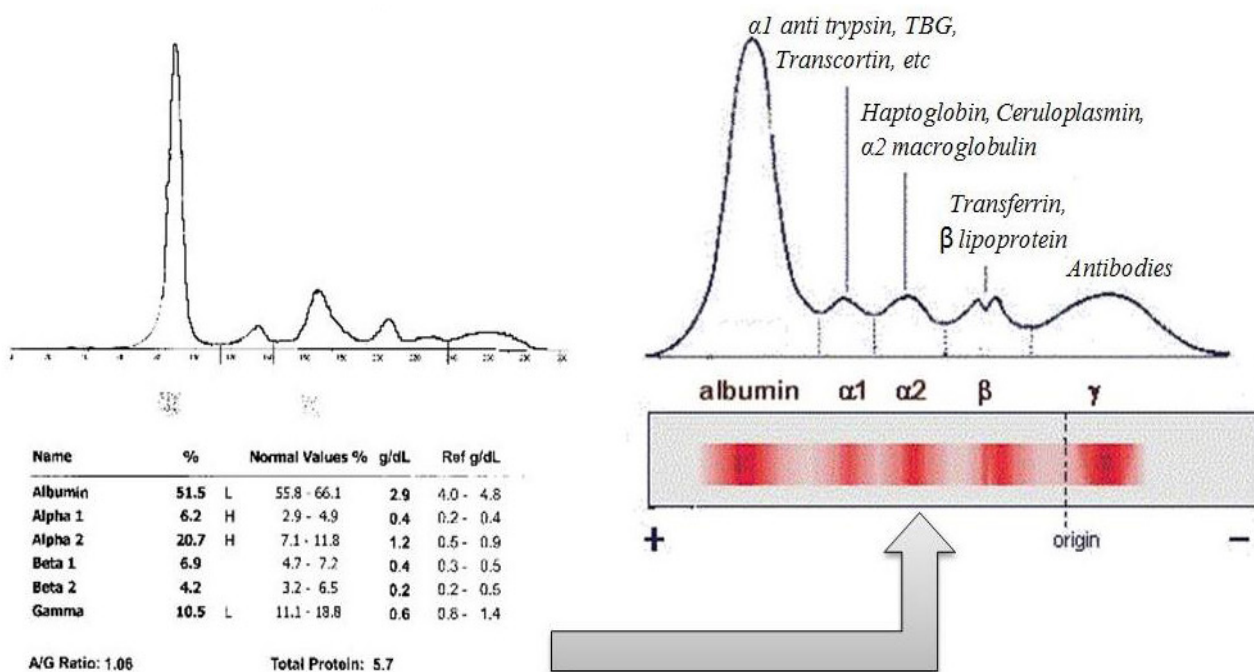 α1 anti trypsin, TBG,
Transcortin, etc
Haptoglobin, Ceruloplasmin,
α2 macroglobulin
Transferrin,
β lipoprotein
Antibodies
albumin α1 α2 β γ
+ origin −
Name % Normal Values % g/dL Ref g/dL
Albumin 51.5 L 55.8 - 66.1 2.9 4.0 - 4.8
Alpha 1 6.2 H 2.9 - 4.9 0.4 0.2 - 0.4
Alpha 2 20.7 H 7.1 - 11.8 1.2 0.5 - 0.9
Beta 1 6.9 4.7 - 7.2 0.4 0.3 - 0.5
Beta 2 4.2 3.2 - 6.5 0.2 0.2 - 0.5
Gamma 10.5 L 11.1 - 18.8 0.6 0.8 - 1.4
A/G Ratio: 1.06 Total Protein: 5.7